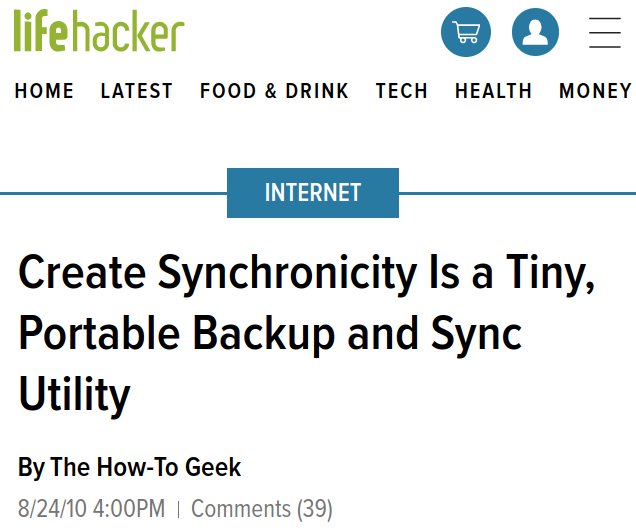 lifehacker
HOME LATEST FOOD & DRINK TECH HEALTH MONEY
INTERNET
Create Synchronicity Is a Tiny,
Portable Backup and Sync
Utility
By The How-To Geek
8/24/10 4:00PM | Comments (39)